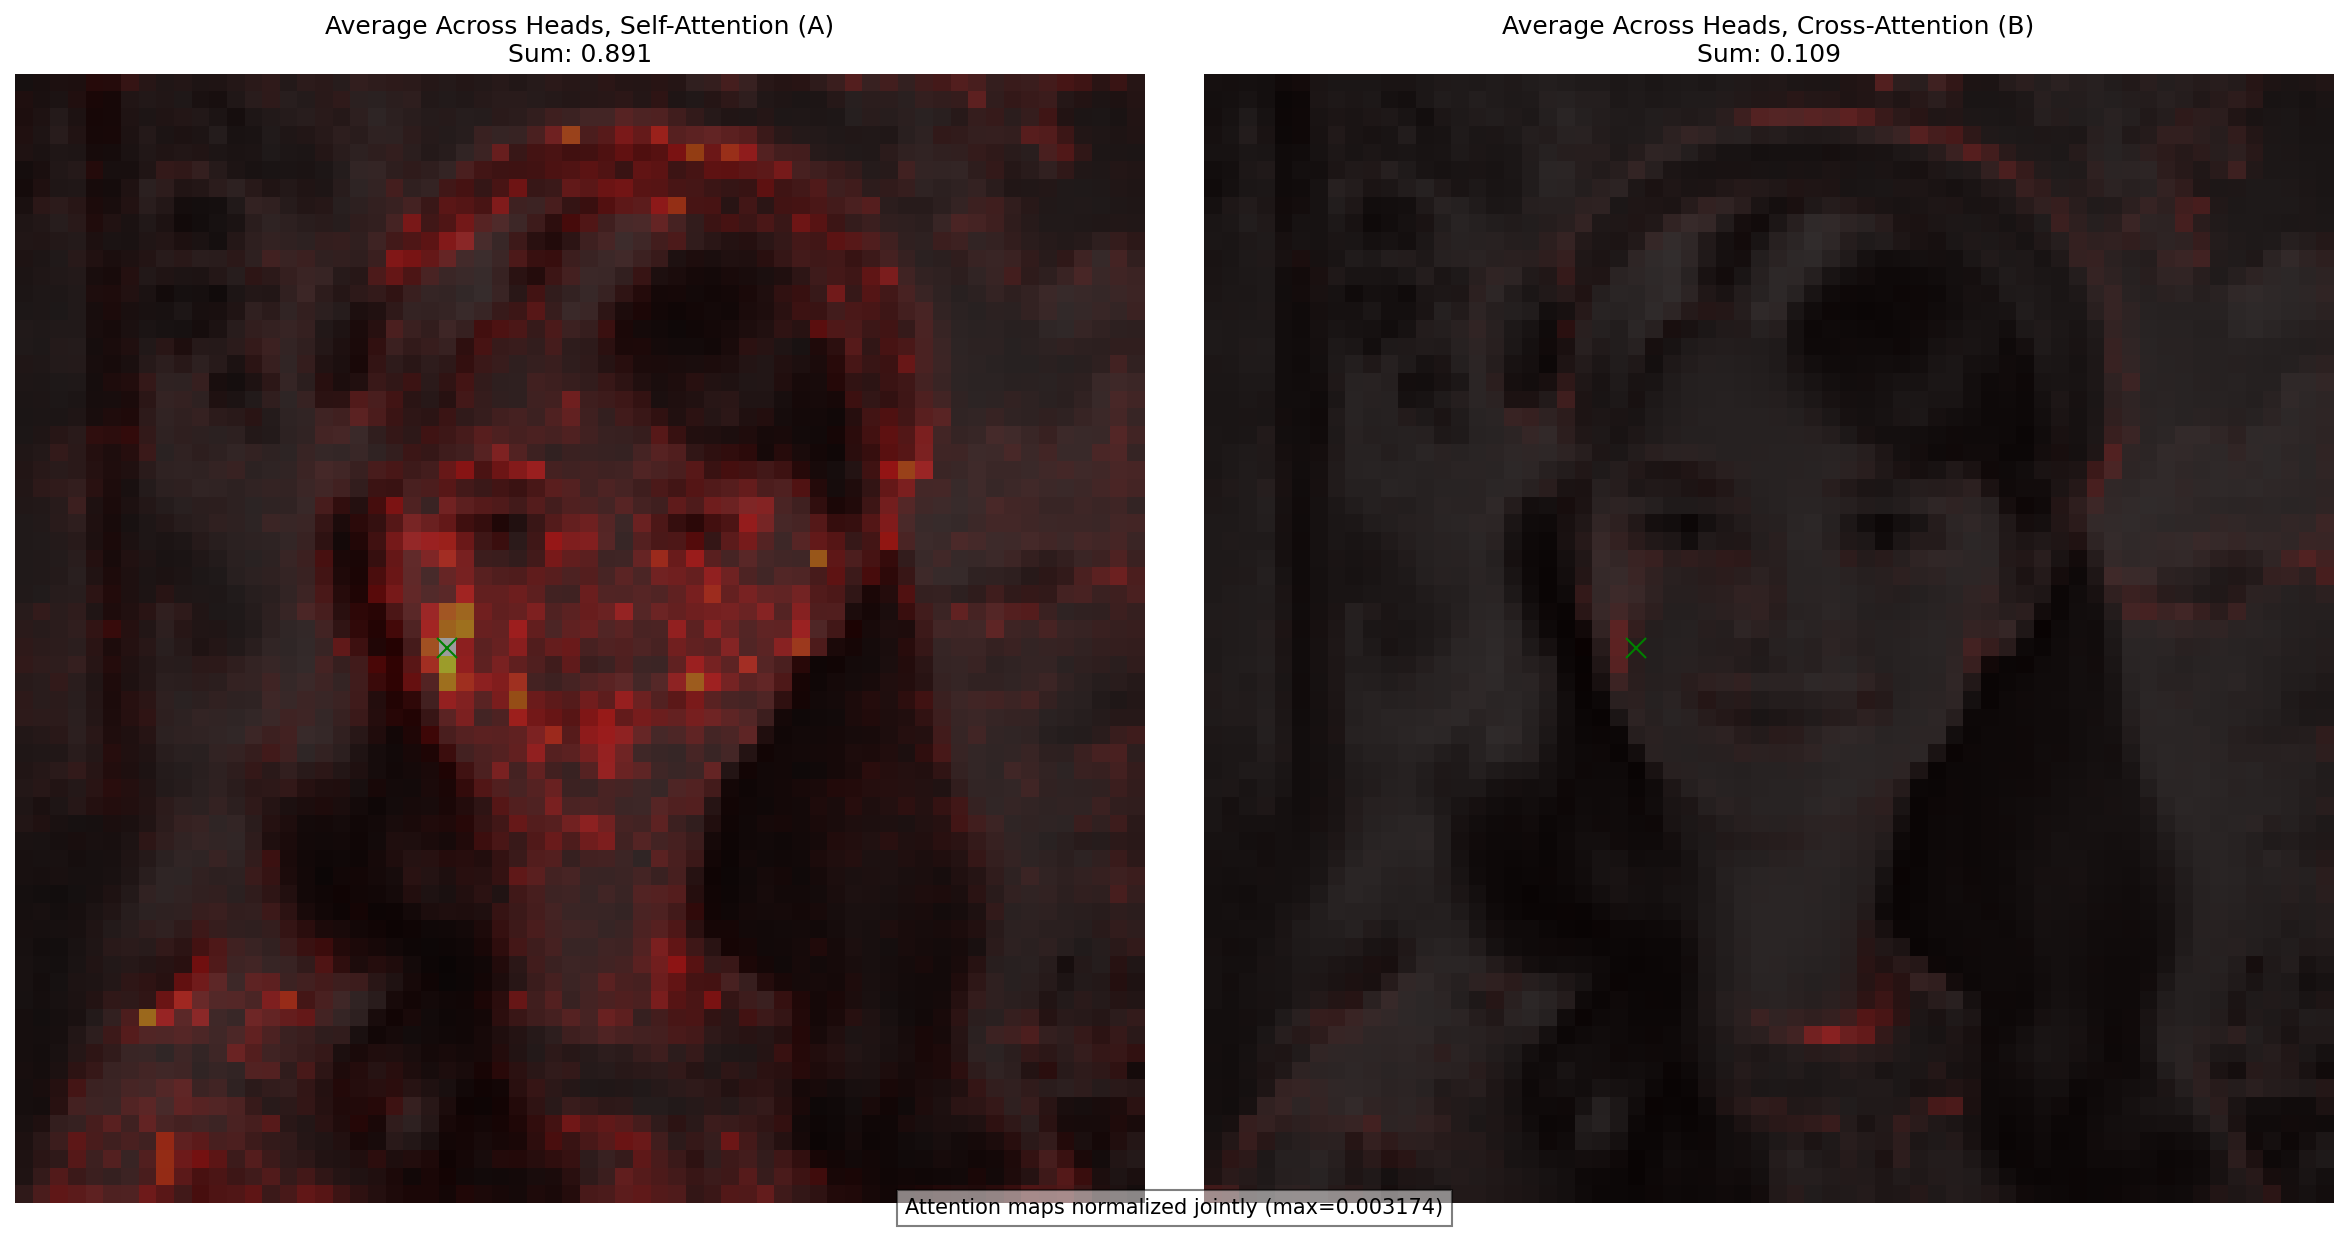 Average Across Heads, Self-Attention (A)
Sum: 0.891
Average Across Heads, Cross-Attention (B)
Sum: 0.109
Attention maps normalized jointly (max=0.003174)